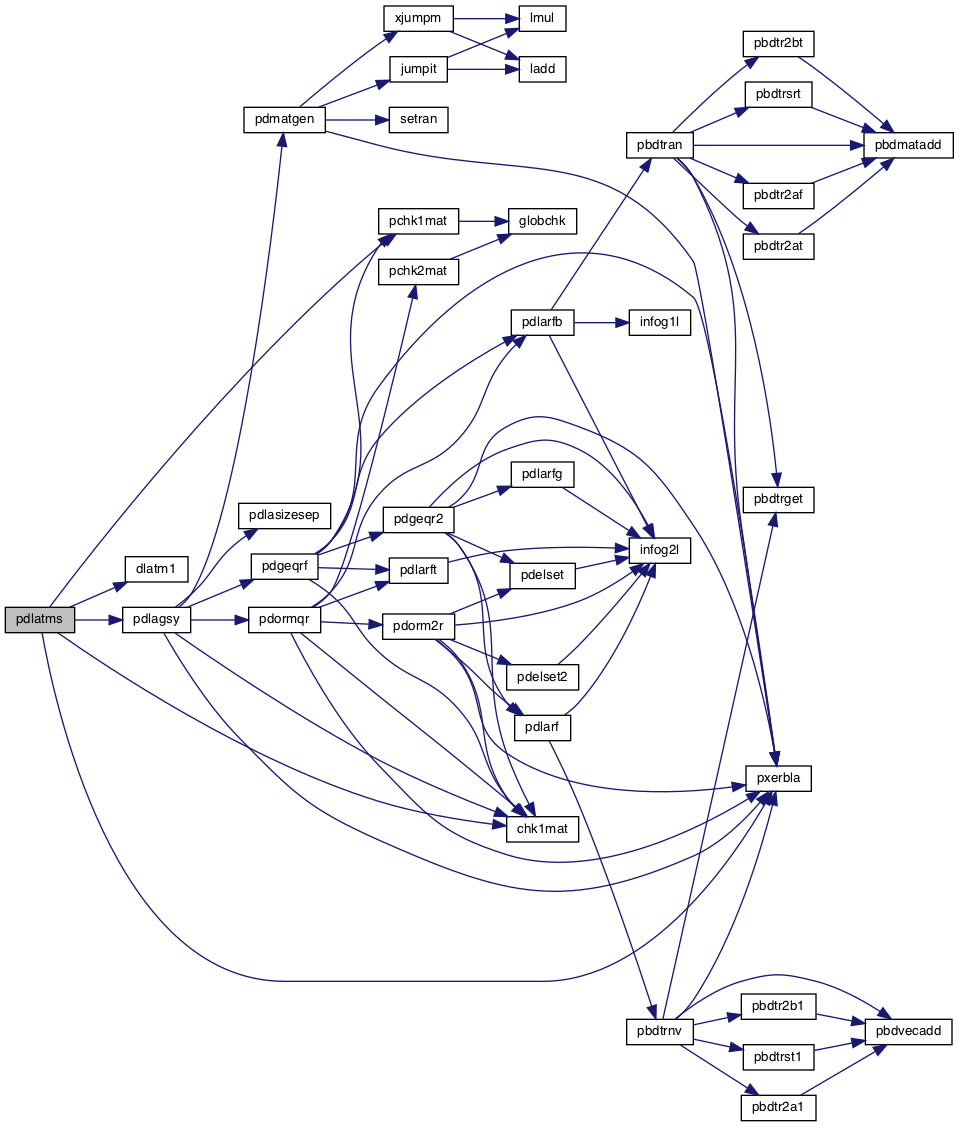 xjumpm
lmul
jumpit
ladd
pdmatgen
setran
pbdtr2bt
pbdtrsrt
pbdtran
pbdmatadd
pbdtr2af
pbdtr2at
pchk1mat
globchk
pchk2mat
pdlarfb
infog1l
pdlarfg
pdlasizesep
pdgeqr2
pbdtrget
infog2l
dlatm1
pdgeqrf
pdlarft
pdelset
pdlatms
pdlagsy
pdormqr
pdorm2r
pdelset2
pdlarf
pxerbla
chk1mat
pbdtr2b1
pbdtrnv
pbdvecadd
pbdtrst1
pbdtr2a1